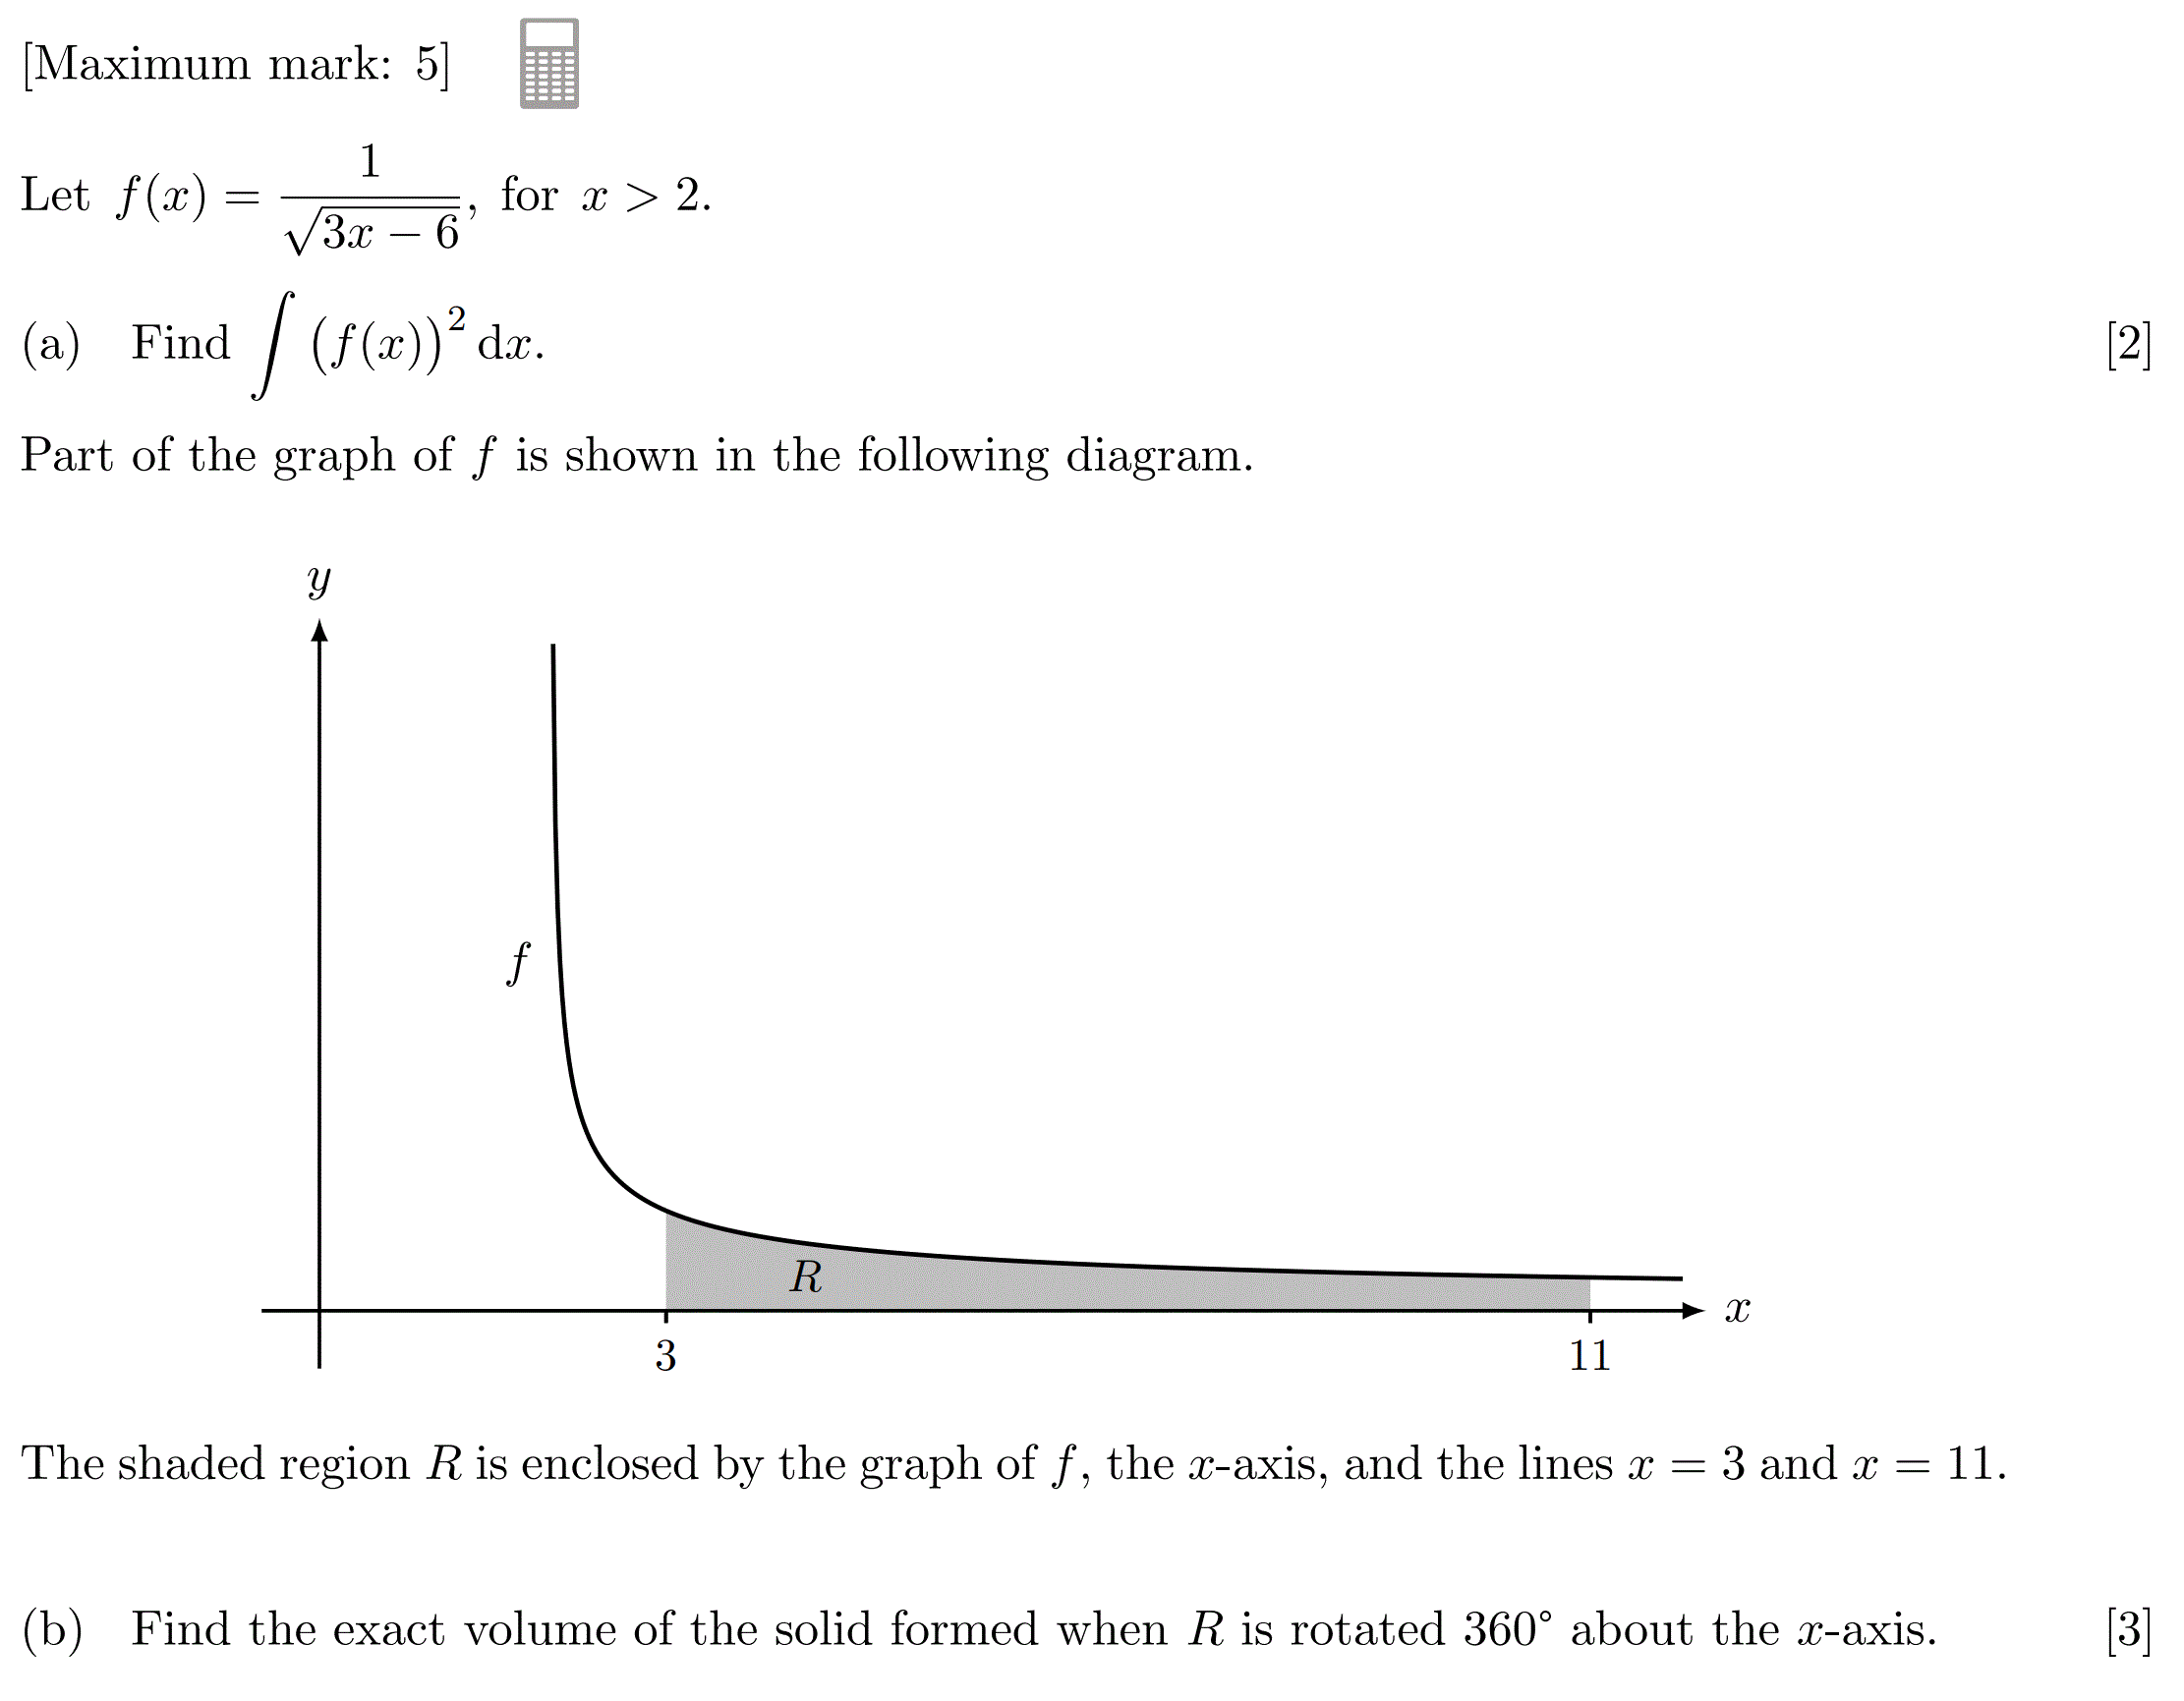 [Maximum mark: 5]
Let f(x) = \frac{1}{\sqrt{3x − 6}}, for x > 2.
(a) Find ∫ (f(x))² dx. [2]
Part of the graph of f is shown in the following diagram.
y
f
R
x
3 11
The shaded region R is enclosed by the graph of f, the x-axis, and the lines x = 3 and x = 11.
(b) Find the exact volume of the solid formed when R is rotated 360° about the x-axis. [3]